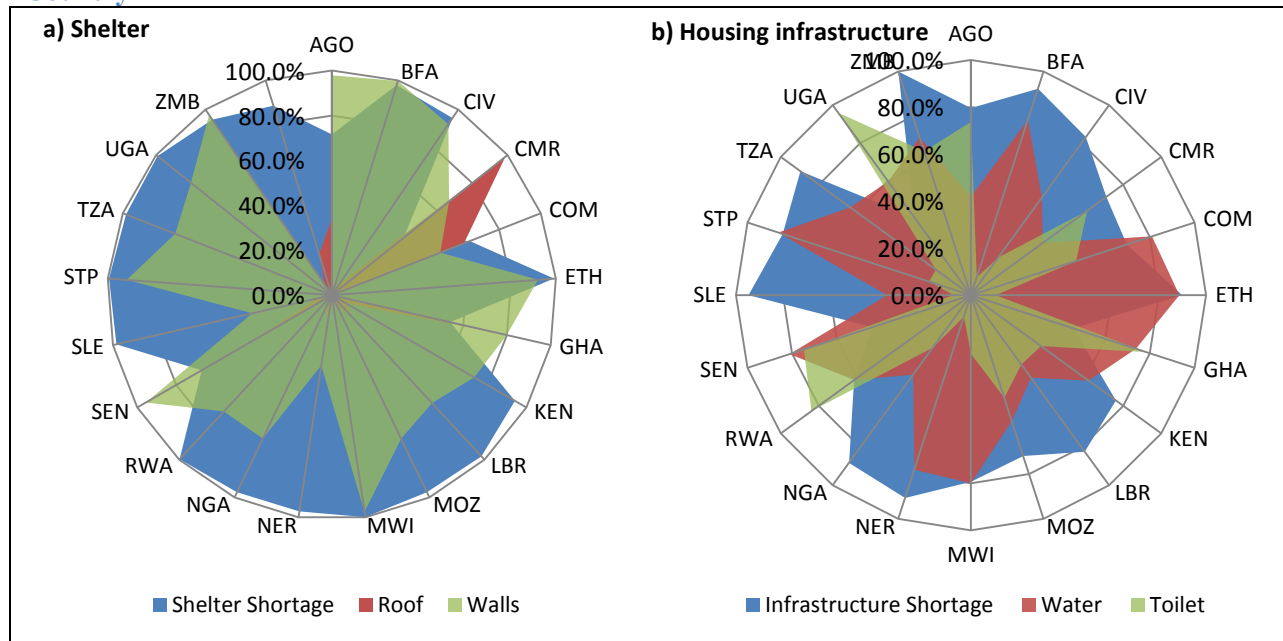 a) Shelter
AGO
BFA
CIV
CMR
COM
ETH
GHA
KEN
LBR
MOZ
MWI
NER
NGA
RWA
SEN
SLE
STP
TZA
UGA
ZMB
100.0%
80.0%
60.0%
40.0%
20.0%
0.0%
Shelter Shortage Roof Walls
b) Housing infrastructure
AGO
BFA
CIV
CMR
COM
ETH
GHA
KEN
LBR
MOZ
MWI
NER
NGA
RWA
SEN
SLE
STP
TZA
UGA
ZMB
100.0%
80.0%
60.0%
40.0%
20.0%
0.0%
Infrastructure Shortage Water Toilet